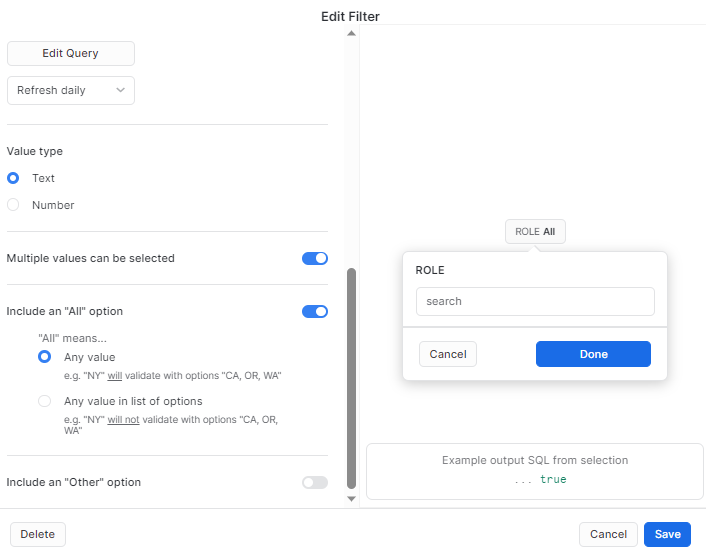 Edit Filter
Edit Query
Refresh daily
Value type
Text
Number
Multiple values can be selected
Include an "All" option
"All" means...
Any value
e.g. "NY" will validate with options "CA, OR, WA"
Any value in list of options
e.g. "NY" will not validate with options "CA, OR,
WA"
Include an "Other" option
ROLE All
ROLE
search
Cancel
Done
Example output SQL from selection
... true
Delete
Cancel
Save